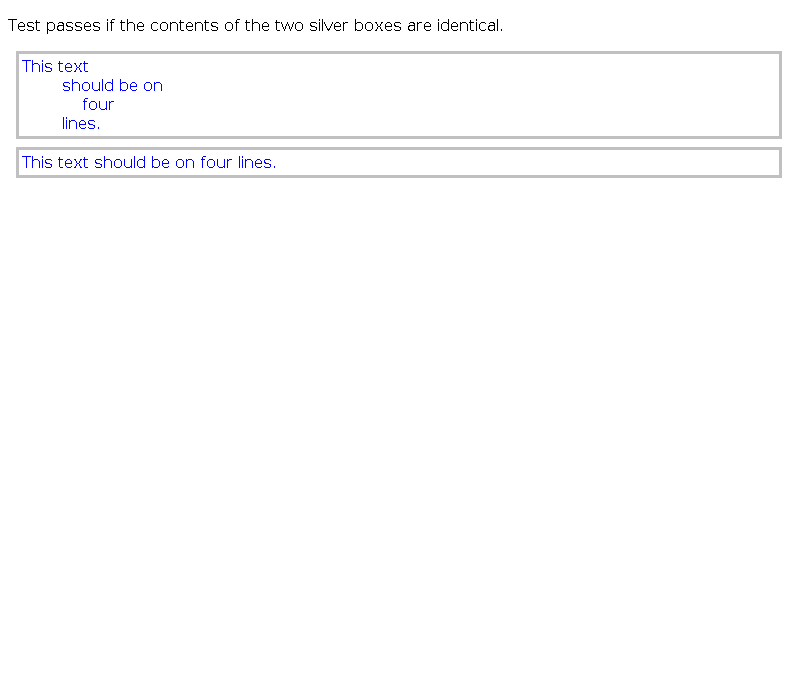 Test passes if the contents of the two silver boxes are identical.
This text
should be on
four
lines.
This text should be on four lines.